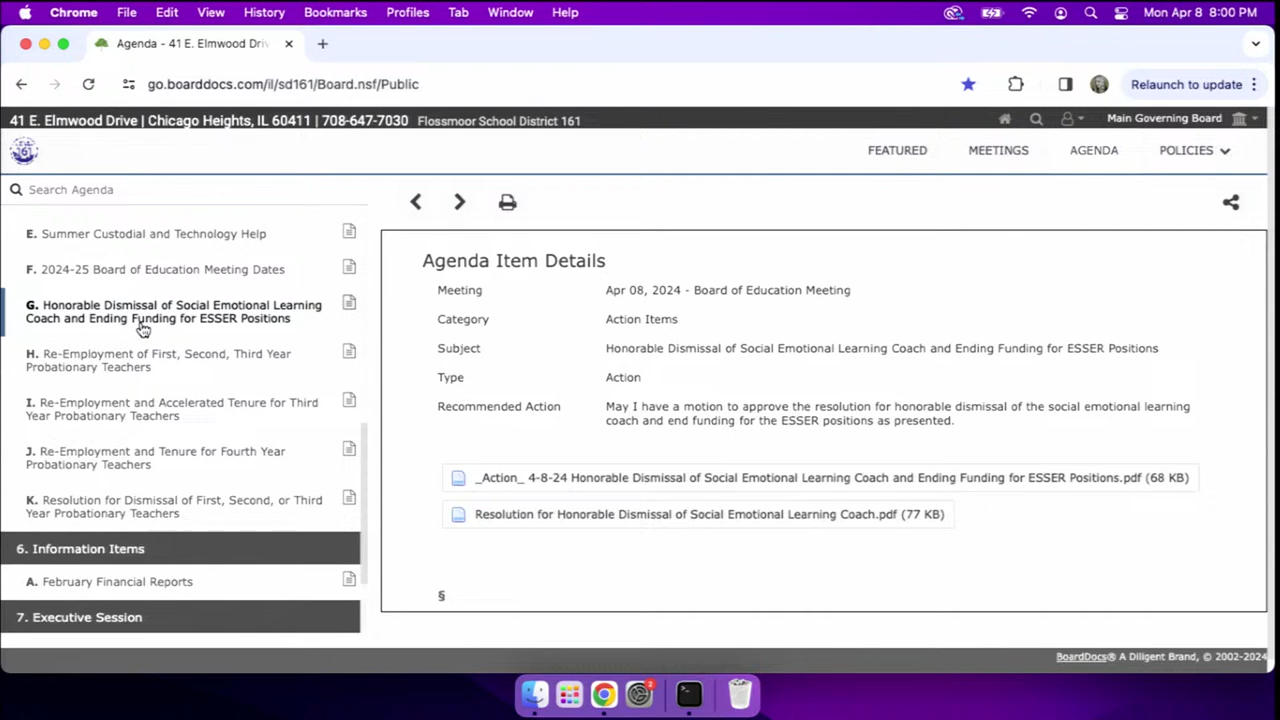 Chrome File Edit View History Bookmarks Profiles Tab Window Help Mon Apr 8 8:00 PM
Agenda - 41 E. Elmwood Driv
go.boarddocs.com/il/sd161/Board.nsf/Public Relaunch to update
41 E. Elmwood Drive | Chicago Heights, IL 60411 | 708-647-7030 Flossmoor School District 161 Main Governing Board
161 FEATURED MEETINGS AGENDA POLICIES
Search Agenda
E. Summer Custodial and Technology Help
F. 2024-25 Board of Education Meeting Dates
G. Honorable Dismissal of Social Emotional Learning
Coach and Ending Funding for ESSER Positions
H. Re-Employment of First, Second, Third Year
Probationary Teachers
I. Re-Employment and Accelerated Tenure for Third
Year Probationary Teachers
J. Re-Employment and Tenure for Fourth Year
Probationary Teachers
K. Resolution for Dismissal of First, Second, or Third
Year Probationary Teachers
6. Information Items
A. February Financial Reports
7. Executive Session
Agenda Item Details
Meeting Apr 08, 2024 - Board of Education Meeting
Category Action Items
Subject Honorable Dismissal of Social Emotional Learning Coach and Ending Funding for ESSER Positions
Type Action
Recommended Action May I have a motion to approve the resolution for honorable dismissal of the social emotional learning
coach and end funding for the ESSER positions as presented.
_Action_ 4-8-24 Honorable Dismissal of Social Emotional Learning Coach and Ending Funding for ESSER Positions.pdf (68 KB)
Resolution for Honorable Dismissal of Social Emotional Learning Coach.pdf (77 KB)
§
BoardDocs® A Diligent Brand, © 2002-2024
2